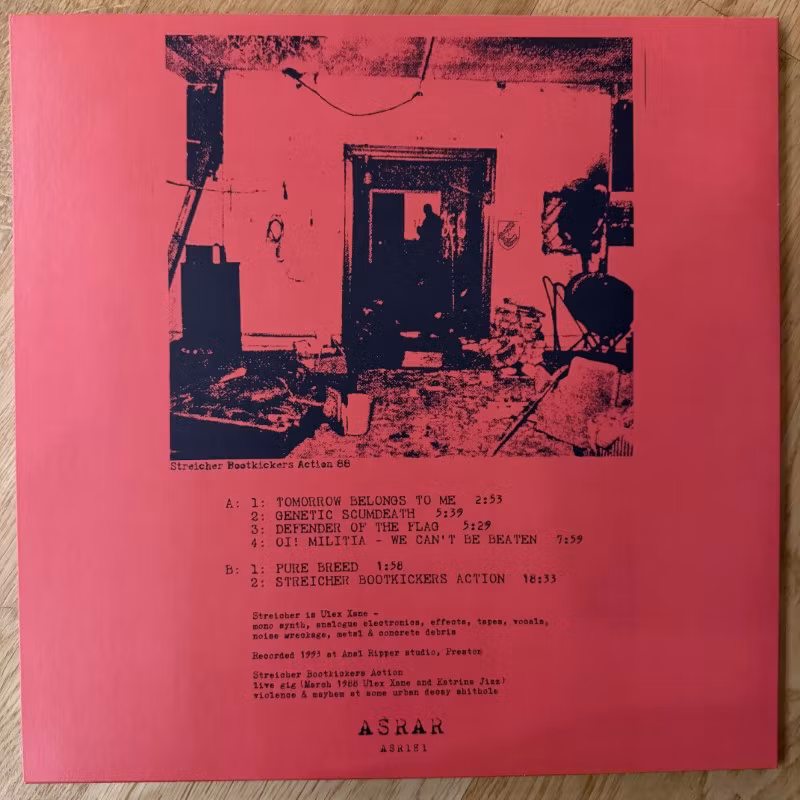 Streicher Bootkickers Action 88
A: 1: TOMORROW BELONGS TO ME 2:53
2: GENETIC SCUMDEATH 5:39
3: DEFENDER OF THE FLAG 5:29
4: OI! MILITIA - WE CAN'T BE BEATEN 7:59
B: 1: PURE BREED 1:58
2: STREICHER BOOTKICKERS ACTION 18:33
Streicher is Ulex Xane -
mono synth, analogue electronics, effects, tapes, vocals,
noise wreckage, metal & concrete debris
Recorded 1993 at Anal Ripper studio, Preston
Streicher Bootkickers Action
live gig (March 1988 Ulex Xane and Katrina Jizz)
violence & mayhem at some urban decay shithole
AŠRAR
ASR181